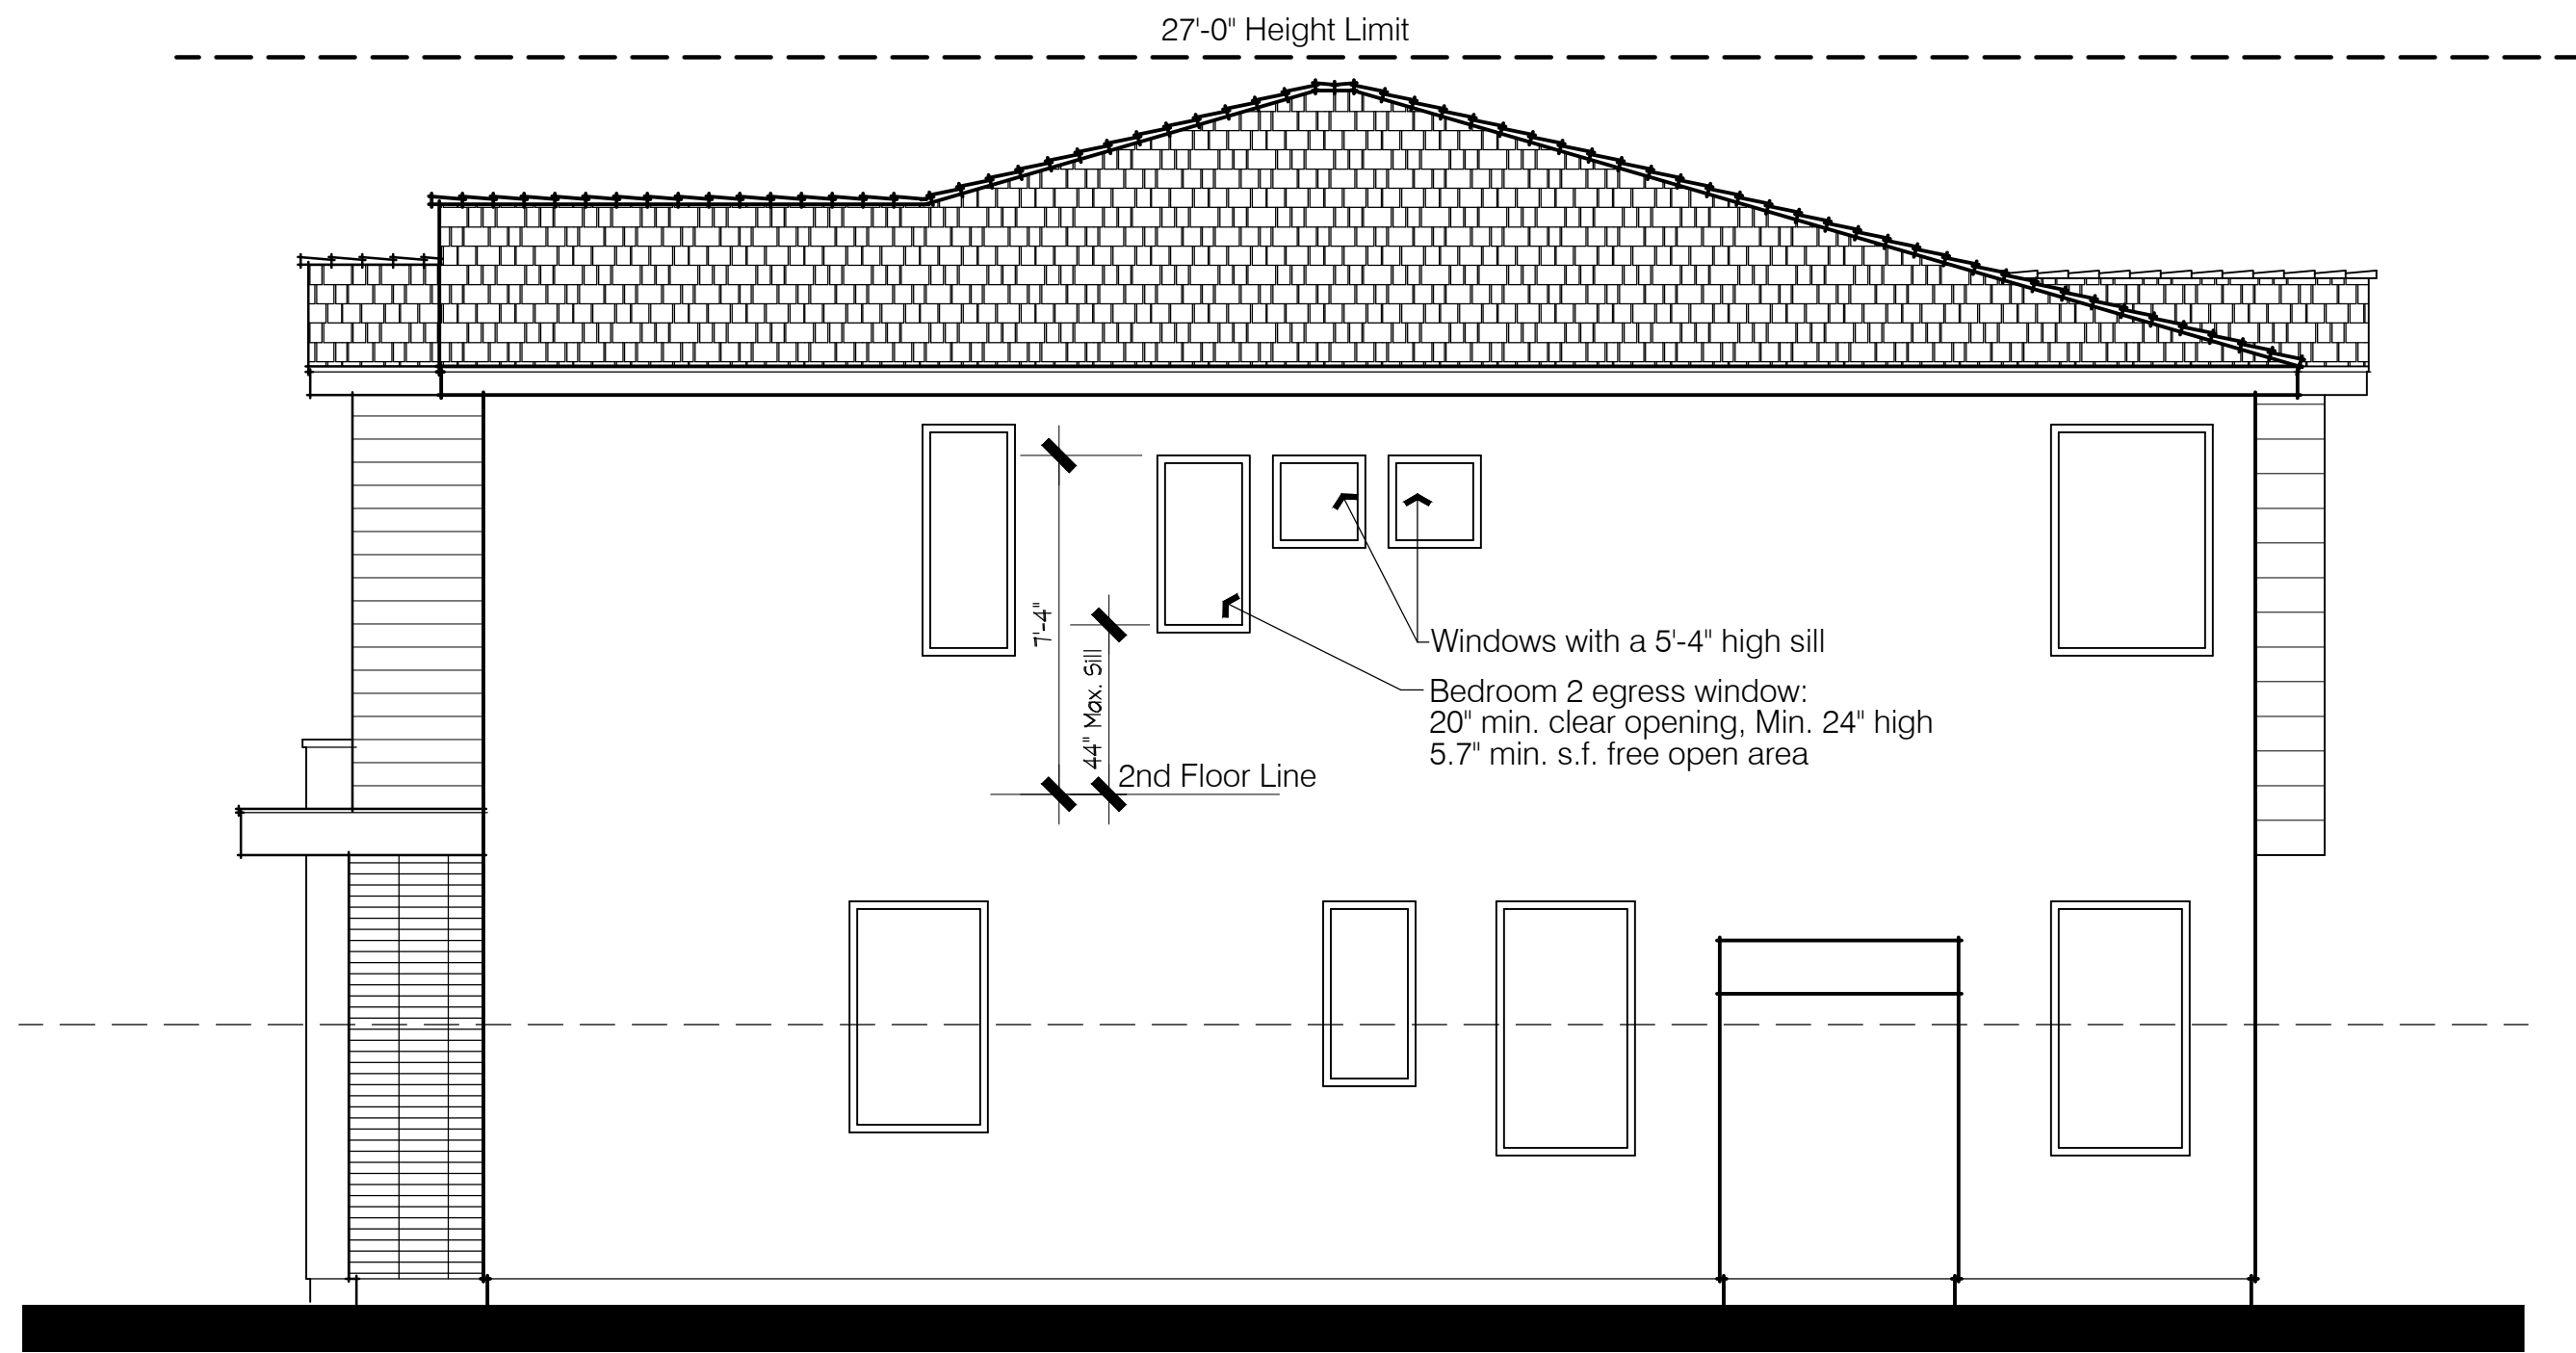 27'-0" Height Limit
7'-4"
44" Max. Sill
Windows with a 5'-4" high sill
Bedroom 2 egress window:
20" min. clear opening, Min. 24" high
5.7" min. s.f. free open area
2nd Floor Line